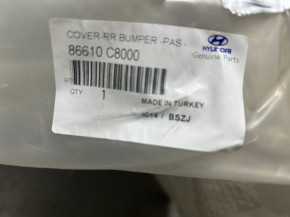 COVER-RR BUMPER -PAS-
86610 C8000
HYUNDAI
Genuine Parts
QTY 1
MADE IN TURKEY
BSZJ